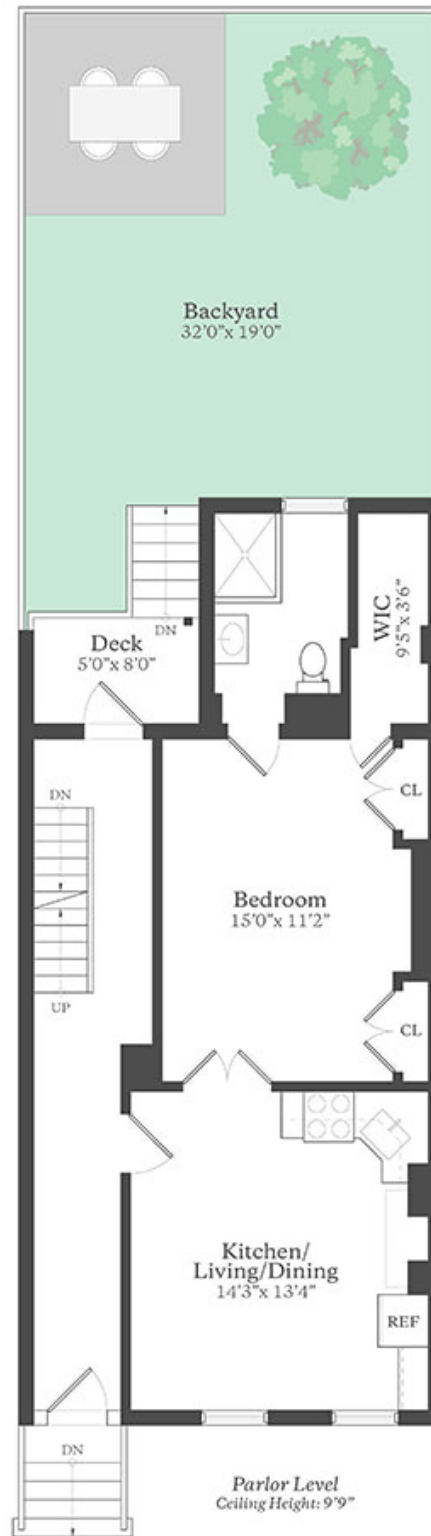 Backyard
32'0"x 19'0"
DN
Deck
5'0"x 8'0"
WIC
9'5"x 3'6"
CL
DN
Bedroom
15'0"x 11'2"
UP
CL
Kitchen/
Living/Dining
14'3"x 13'4"
REF
DN
Parlor Level
Ceiling Height: 9'9"